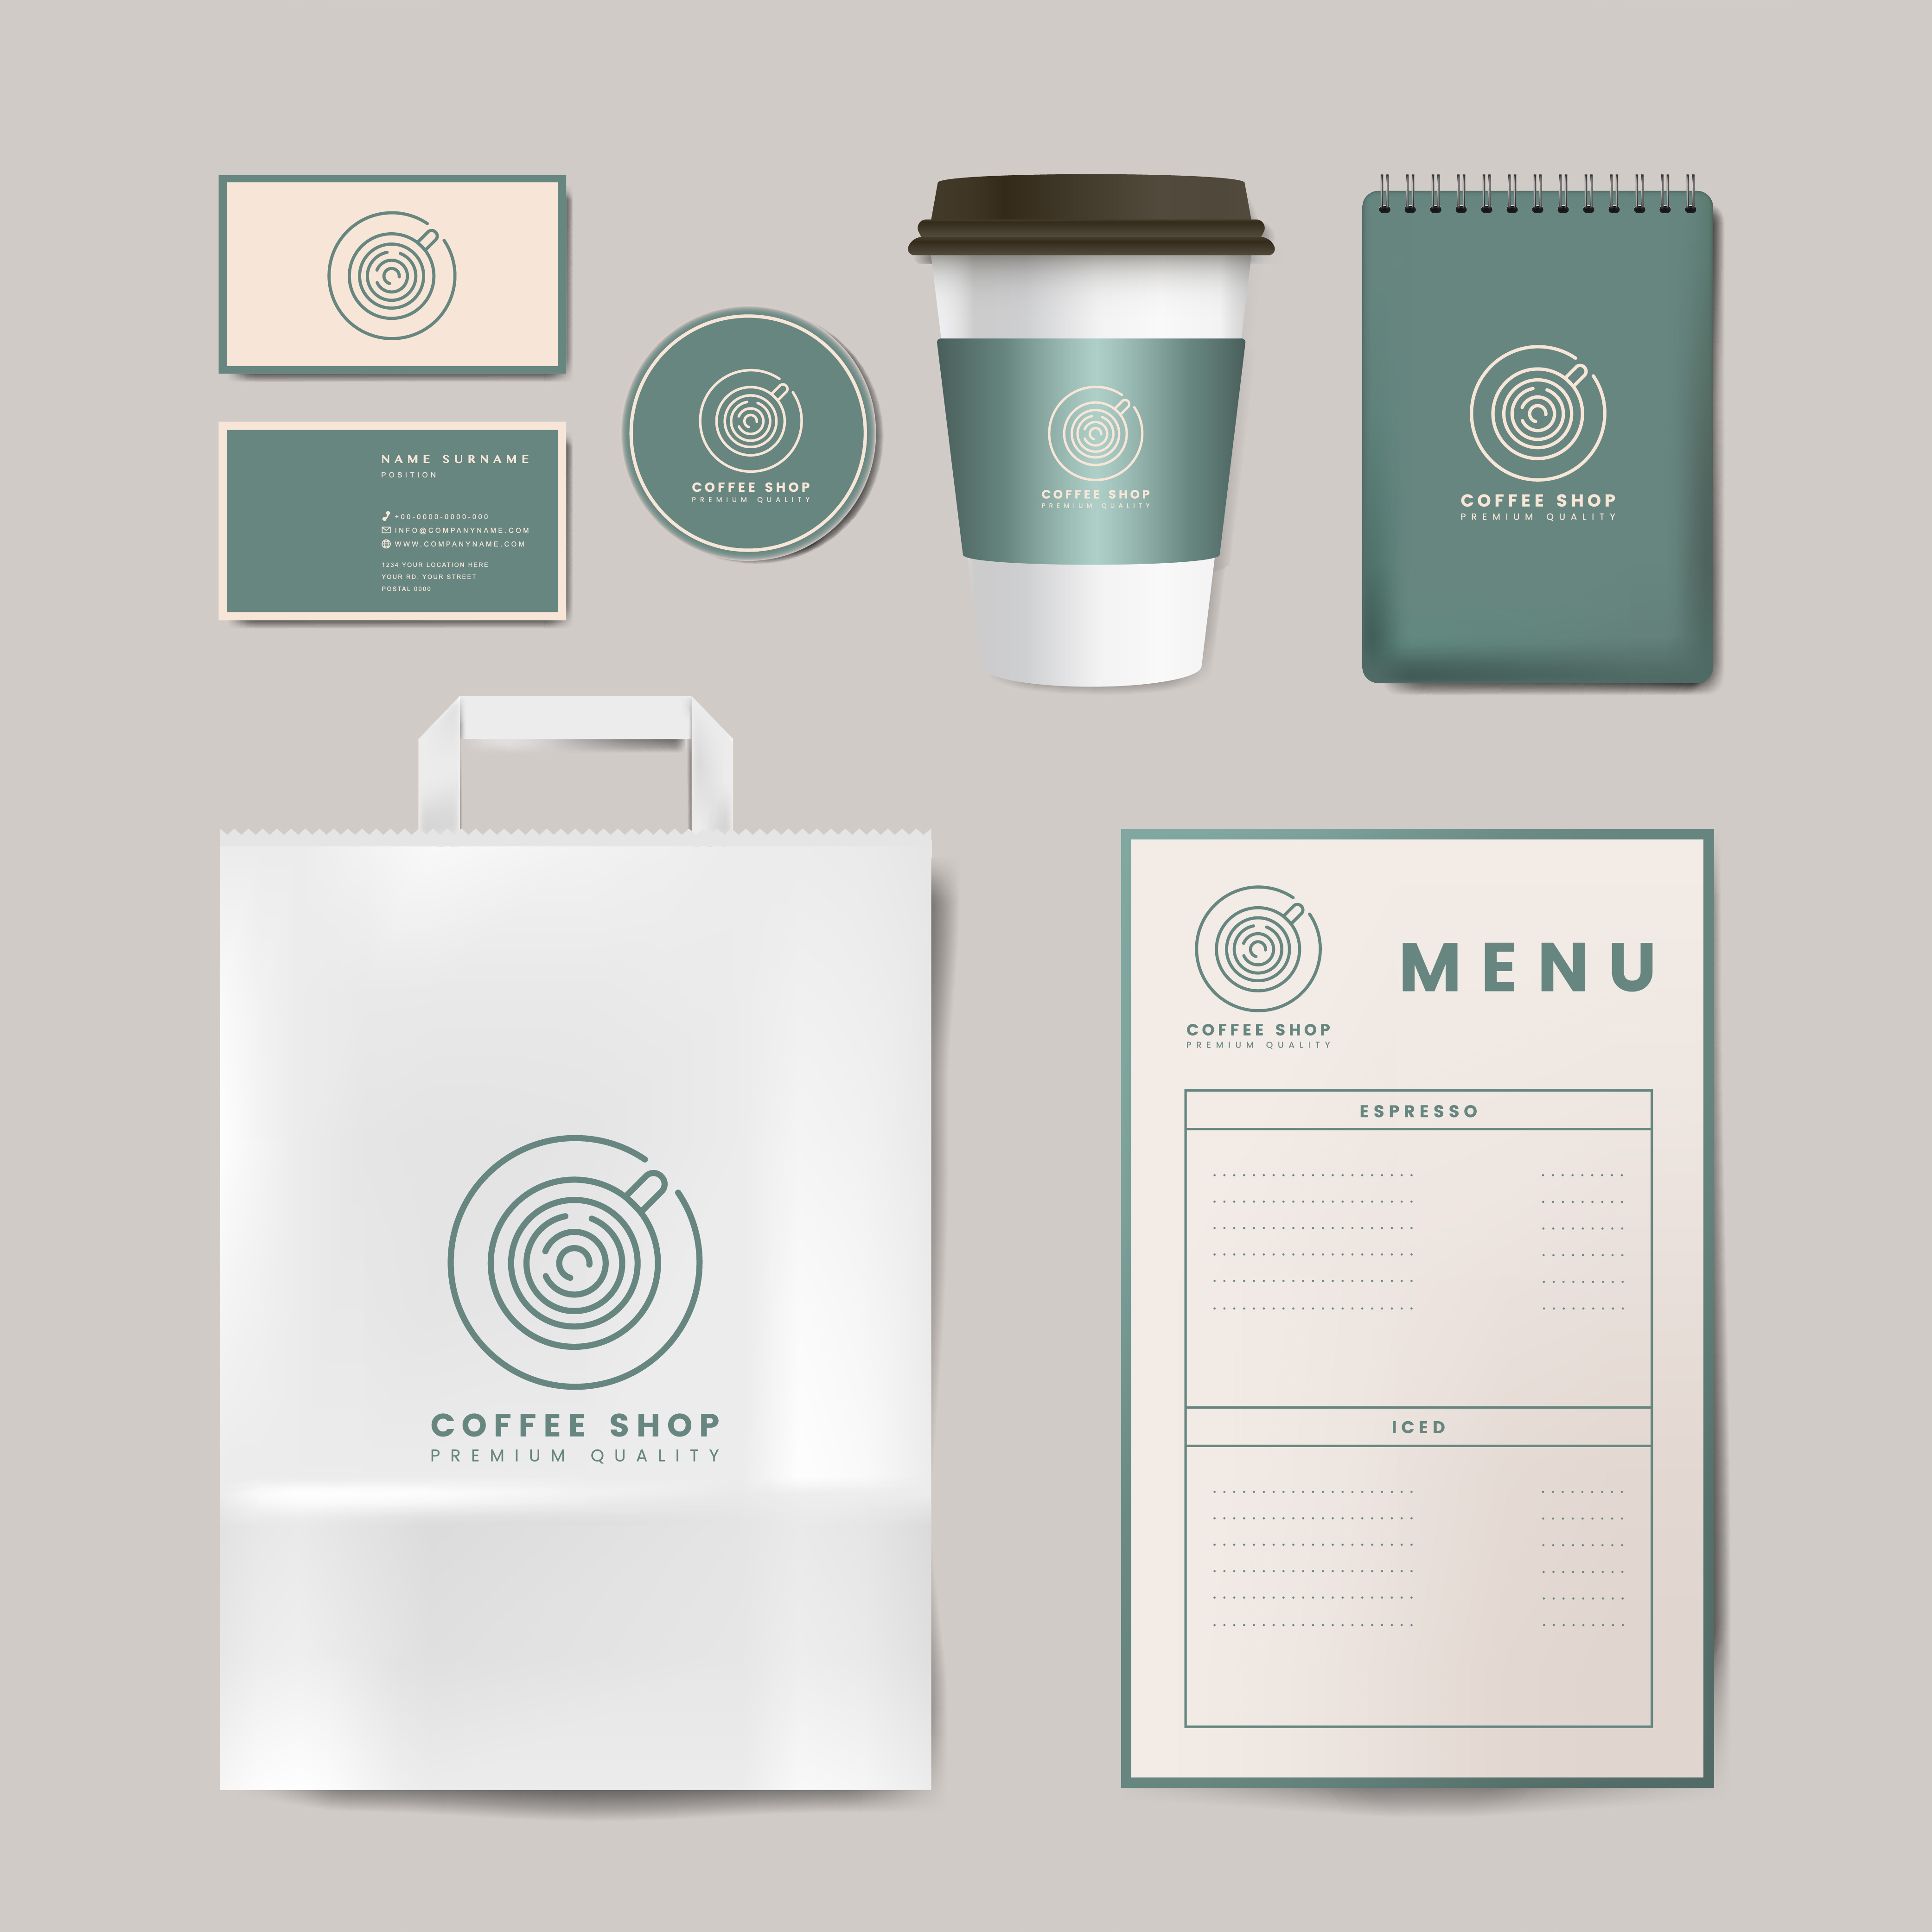 NAME SURNAME
POSITION
+00-0000-0000-000
INFO@COMPANYNAME.COM
WWW.COMPANYNAME.COM
1234 YOUR LOCATION HERE
YOUR RD. YOUR STREET
POSTAL 0000
COFFEE SHOP
PREMIUM QUALITY
COFFEE SHOP
PREMIUM QUALITY
COFFEE SHOP
PREMIUM QUALITY
COFFEE SHOP
PREMIUM QUALITY
MENU
COFFEE SHOP
PREMIUM QUALITY
ESPRESSO
ICED